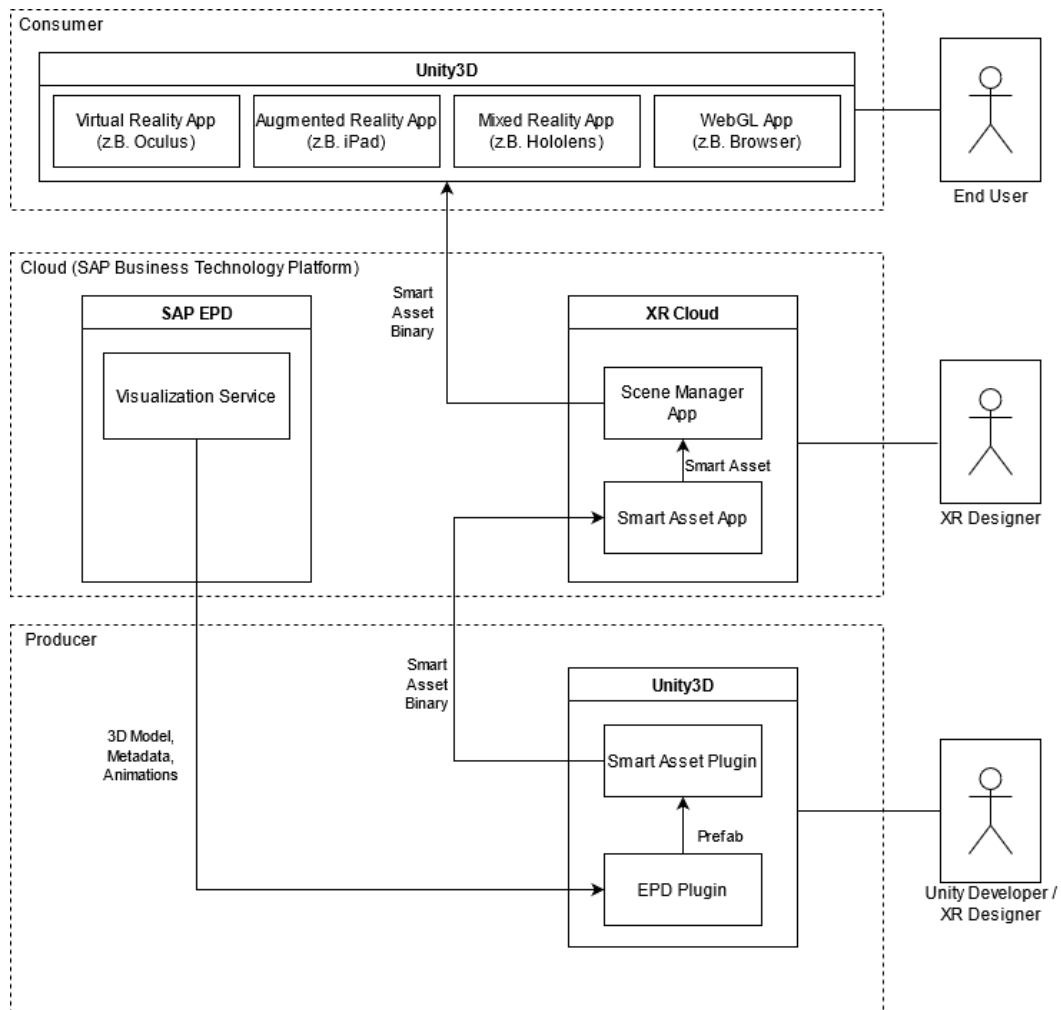 Consumer
Unity3D
Virtual Reality App
(z.B. Oculus)
Augmented Reality App
(z.B. iPad)
Mixed Reality App
(z.B. Hololens)
WebGL App
(z.B. Browser)
End User
Cloud (SAP Business Technology Platform)
SAP EPD
Visualization Service
Smart
Asset
Binary
XR Cloud
Scene Manager
App
Smart Asset
Smart Asset App
XR Designer
Producer
3D Model,
Metadata,
Animations
Smart
Asset
Binary
Unity3D
Smart Asset Plugin
Prefab
EPD Plugin
Unity Developer /
XR Designer